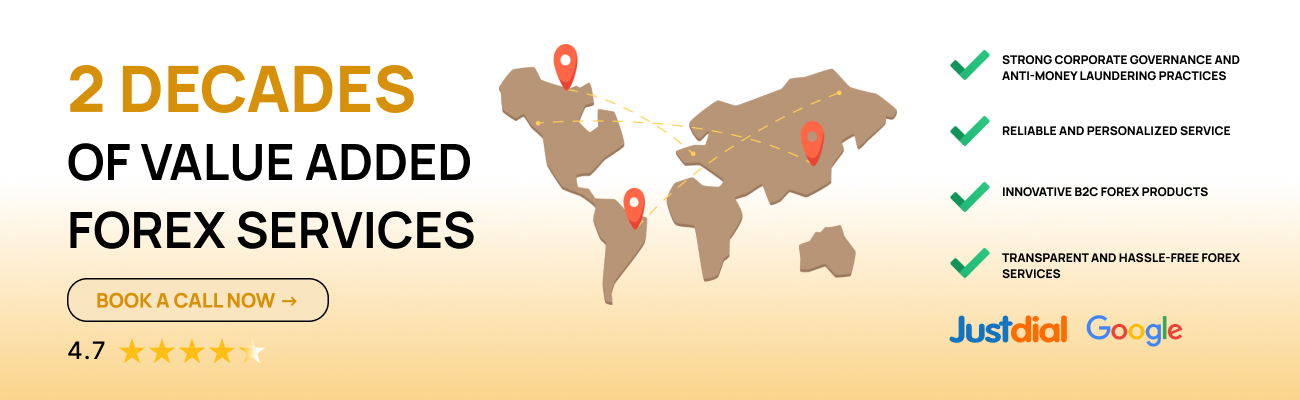 2 DECADES
OF VALUE ADDED
FOREX SERVICES
BOOK A CALL NOW →
4.7
STRONG CORPORATE GOVERNANCE AND
ANTI-MONEY LAUNDERING PRACTICES
RELIABLE AND PERSONALIZED SERVICE
INNOVATIVE B2C FOREX PRODUCTS
TRANSPARENT AND HASSLE-FREE FOREX
SERVICES
Justdial Google